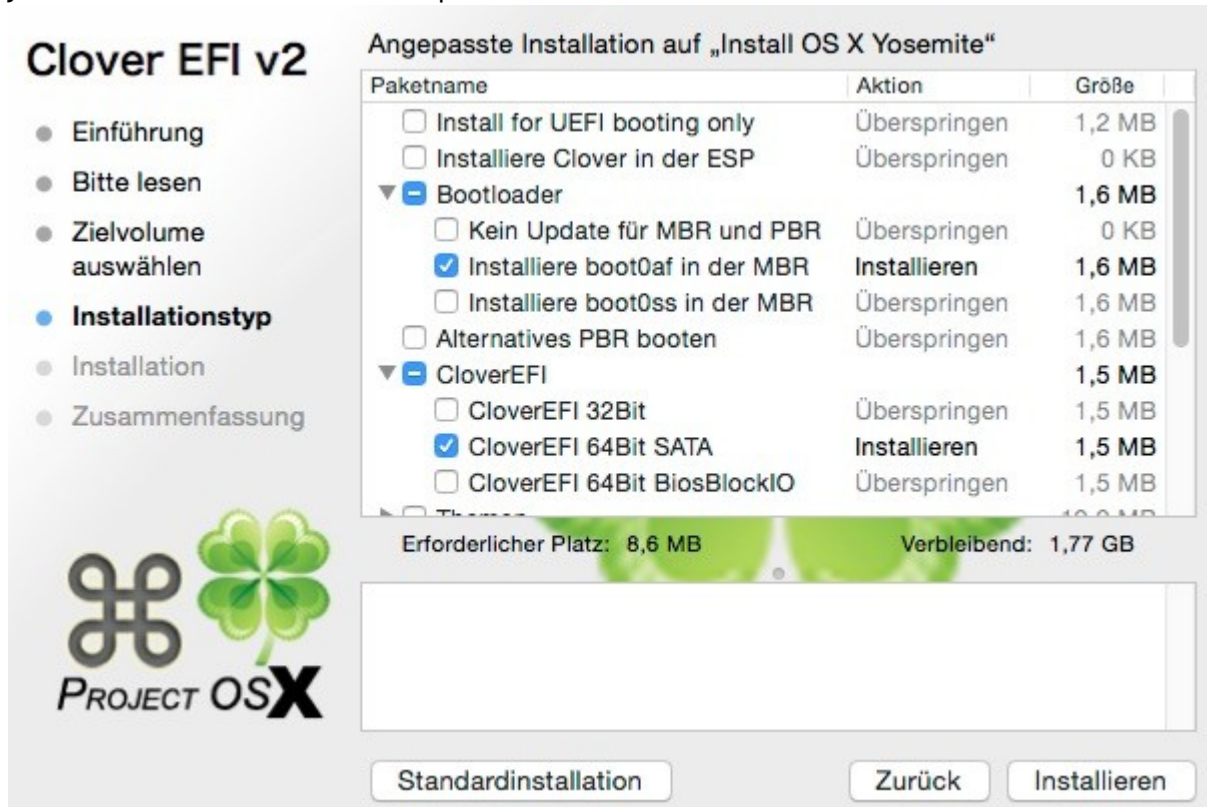 Clover EFI v2
Einführung
Bitte lesen
Zielvolume
auswählen
Installationstyp
Installation
Zusammenfassung
PROJECT OSX
Angepasste Installation auf „Install OS X Yosemite“
Paketname Aktion Größe
Install for UEFI booting only Überspringen 1,2 MB
Installiere Clover in der ESP Überspringen 0 KB
Bootloader 1,6 MB
Kein Update für MBR und PBR Überspringen 0 KB
Installiere boot0af in der MBR Installieren 1,6 MB
Installiere boot0ss in der MBR Überspringen 1,6 MB
Alternatives PBR booten Überspringen 1,6 MB
CloverEFI 1,5 MB
CloverEFI 32Bit Überspringen 1,5 MB
CloverEFI 64Bit SATA Installieren 1,5 MB
CloverEFI 64Bit BiosBlockIO Überspringen 1,5 MB
Erforderlicher Platz: 8,6 MB Verbleibend: 1,77 GB
Standardinstallation Zurück Installieren